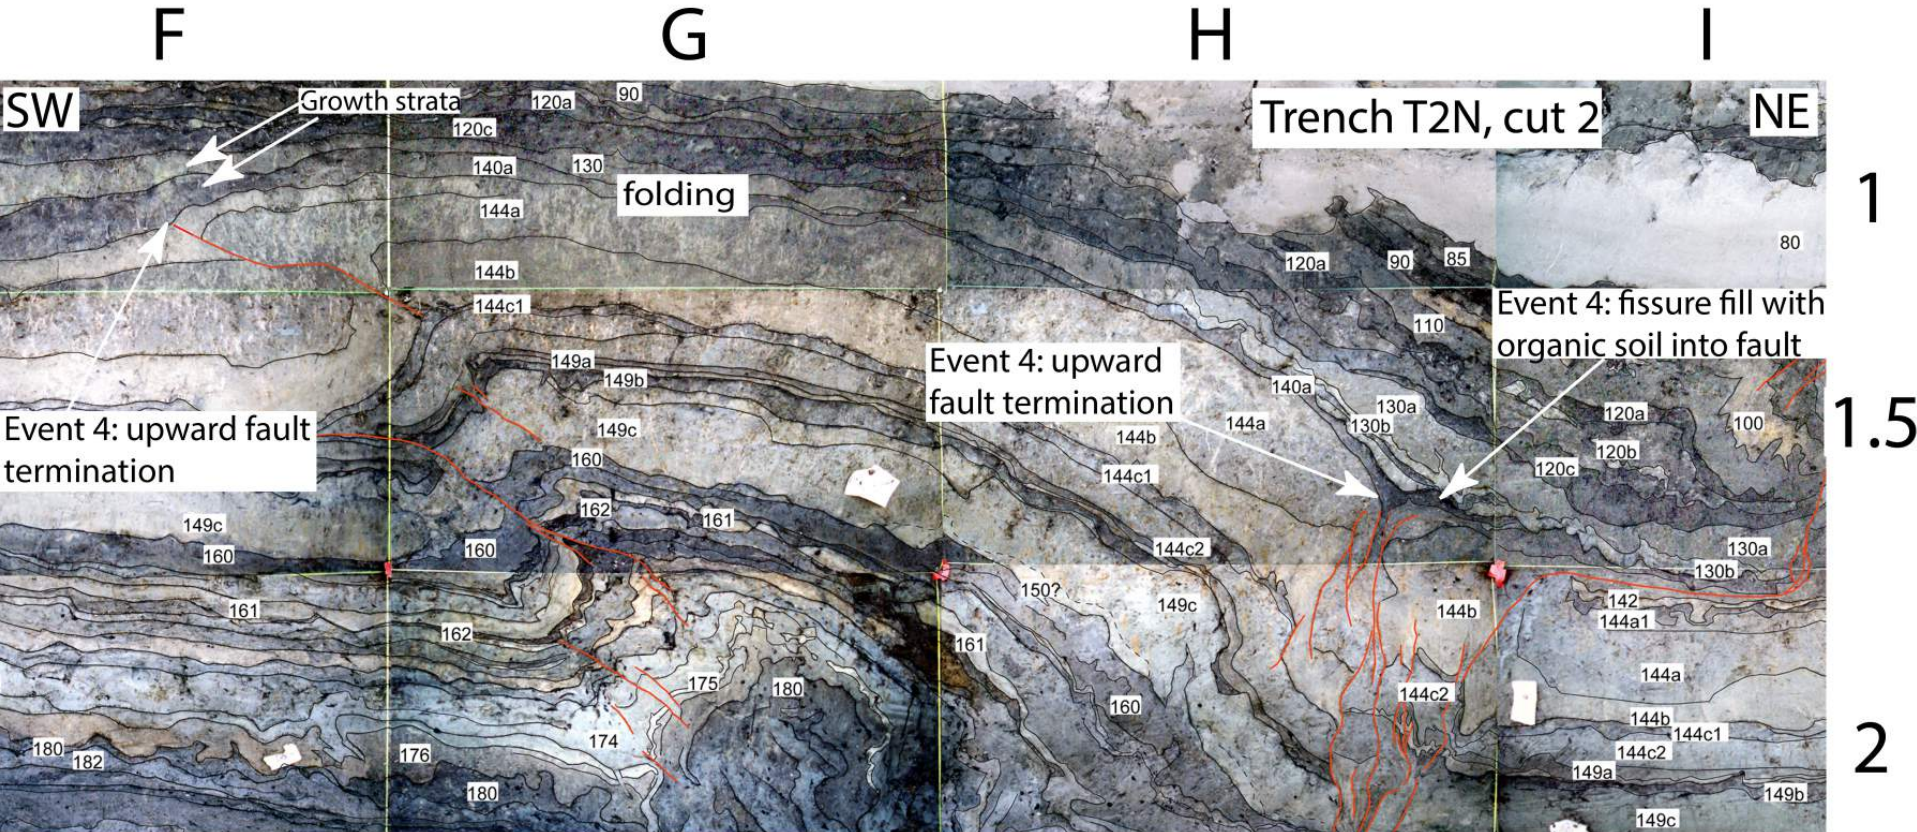 F G H I
SW
Growth strata
120a
90
Trench T2N, cut 2
NE
120c
140a
130
folding
1
144a
80
120a
90
85
144b
144c1
Event 4: fissure fill with
organic soil into fault
110
Event 4: upward
fault termination
149a
149b
140a
130a
130b
120a
100
1.5
Event 4: upward fault
termination
149c
144a
144b
120b
120c
160
144c1
149c
160
162
161
160
144c2
130a
130b
150?
149c
144b
142
144a1
161
162
161
175
180
160
144c2
144a
174
144b
144c1
144c2
2
180
182
176
180
149a
149b
149c